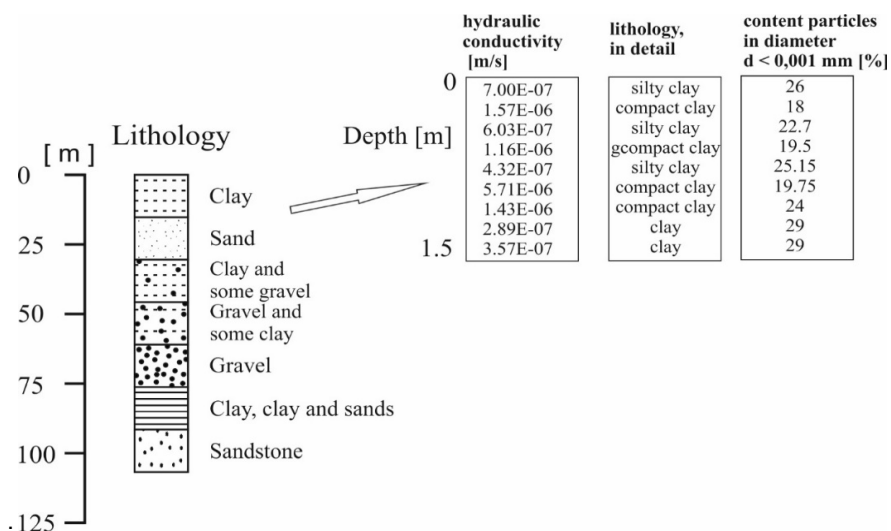 hydraulic
conductivity
[m/s]
lithology,
in detail
content particles
in diameter
d < 0,001 mm [%]
0
7.00E-07 silty clay 26
1.57E-06 compact clay 18
6.03E-07 silty clay 22.7
1.16E-06 gcompact clay 19.5
4.32E-07 silty clay 25.15
5.71E-06 compact clay 19.75
1.43E-06 compact clay 24
2.89E-07 clay 29
3.57E-07 clay 29
Depth [m]
1.5
[ m ]
Lithology
0
25
50
75
100
.125
Clay
Sand
Clay and
some gravel
Gravel and
some clay
Gravel
Clay, clay and sands
Sandstone